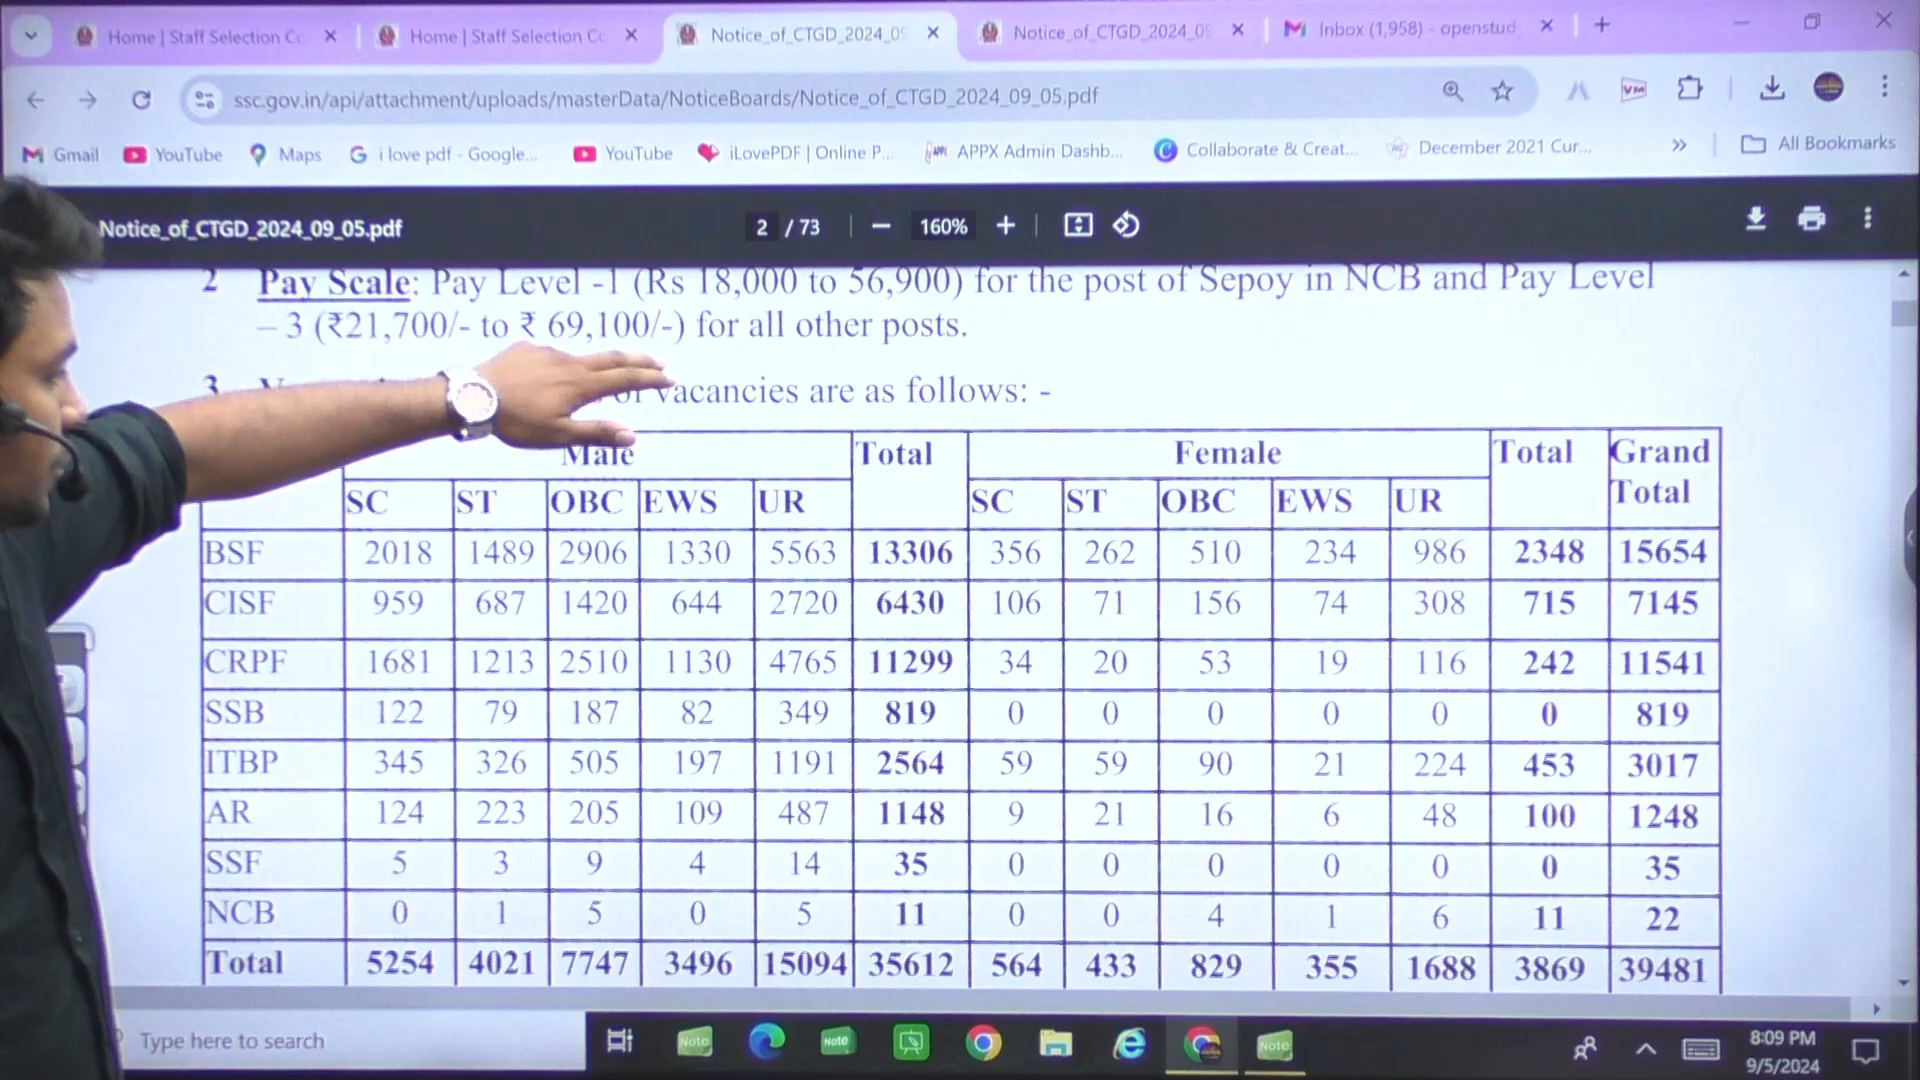 Home | Staff Selection Co
Home | Staff Selection Co
Notice_of_CTGD_2024_09
Notice_of_CTGD_2024_09
Inbox (1,958) - openstud
ssc.gov.in/api/attachment/uploads/masterData/NoticeBoards/Notice_of_CTGD_2024_09_05.pdf
VM
Gmail YouTube Maps i love pdf - Google... YouTube iLovePDF | Online P... APPX Admin Dashb... Collaborate & Creat... December 2021 Cur... All Bookmarks
Notice_of_CTGD_2024_09_05.pdf 2 / 73 160%
2 Pay Scale: Pay Level -1 (Rs 18,000 to 56,900) for the post of Sepoy in NCB and Pay Level
– 3 (₹21,700/- to ₹ 69,100/-) for all other posts.
3 of vacancies are as follows: -
Male Total Female Total Grand Total
SC ST OBC EWS UR SC ST OBC EWS UR
BSF 2018 1489 2906 1330 5563 13306 356 262 510 234 986 2348 15654
CISF 959 687 1420 644 2720 6430 106 71 156 74 308 715 7145
CRPF 1681 1213 2510 1130 4765 11299 34 20 53 19 116 242 11541
SSB 122 79 187 82 349 819 0 0 0 0 0 0 819
ITBP 345 326 505 197 1191 2564 59 59 90 21 224 453 3017
AR 124 223 205 109 487 1148 9 21 16 6 48 100 1248
SSF 5 3 9 4 14 35 0 0 0 0 0 0 35
NCB 0 1 5 0 5 11 0 0 4 1 6 11 22
Total 5254 4021 7747 3496 15094 35612 564 433 829 355 1688 3869 39481
Type here to search
Note Note Note
8:09 PM
9/5/2024